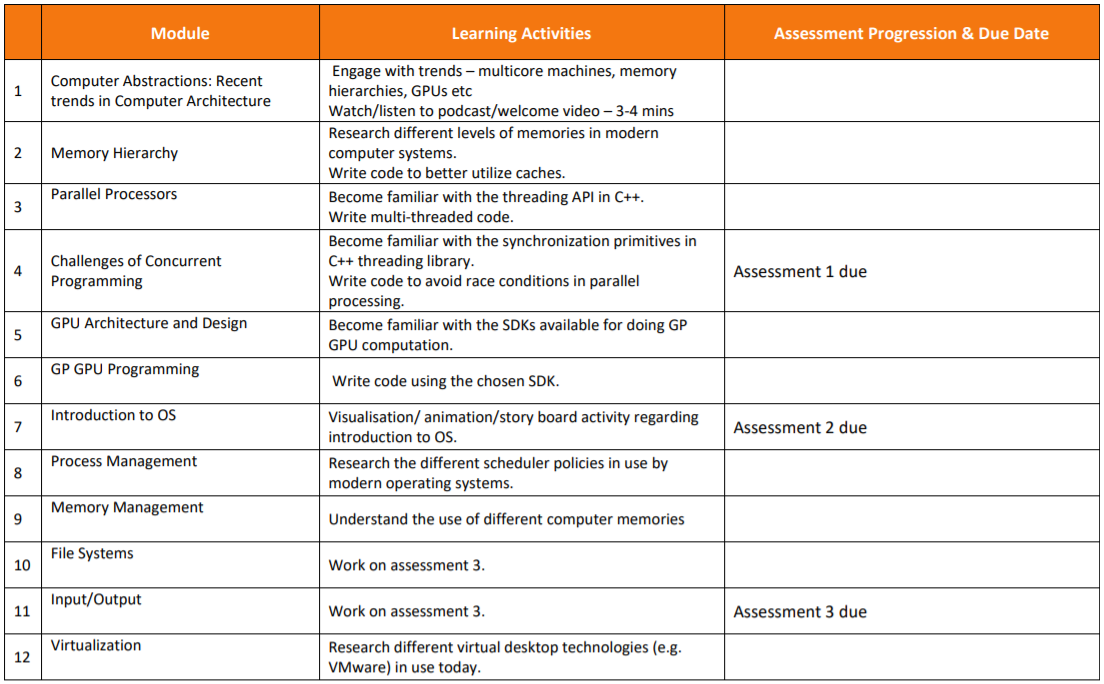 Module Learning Activities Assessment Progression & Due Date
1
Computer Abstractions: Recent
trends in Computer Architecture
Engage with trends – multicore machines, memory
hierarchies, GPUs etc
Watch/listen to podcast/welcome video – 3-4 mins
2
Memory Hierarchy
Research different levels of memories in modern
computer systems.
Write code to better utilize caches.
3
Parallel Processors
Become familiar with the threading API in C++.
Write multi-threaded code.
4
Challenges of Concurrent
Programming
Become familiar with the synchronization primitives in
C++ threading library.
Write code to avoid race conditions in parallel
processing.
Assessment 1 due
5
GPU Architecture and Design
Become familiar with the SDKs available for doing GP
GPU computation.
6
GP GPU Programming
Write code using the chosen SDK.
7
Introduction to OS
Visualisation/ animation/story board activity regarding
introduction to OS.
Assessment 2 due
8
Process Management
Research the different scheduler policies in use by
modern operating systems.
9
Memory Management
Understand the use of different computer memories
10
File Systems
Work on assessment 3.
11
Input/Output
Work on assessment 3.
Assessment 3 due
12
Virtualization
Research different virtual desktop technologies (e.g.
VMware) in use today.